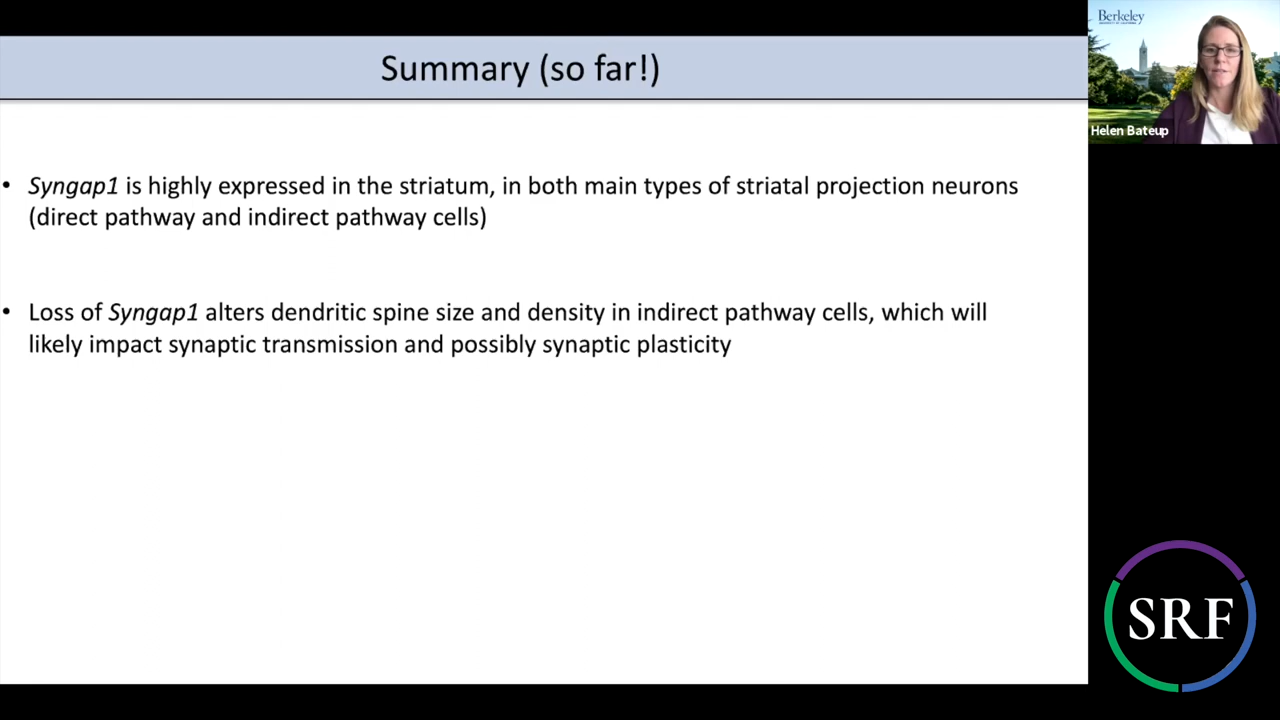 Summary (so far!)
• Syngap1 is highly expressed in the striatum, in both main types of striatal projection neurons
(direct pathway and indirect pathway cells)
• Loss of Syngap1 alters dendritic spine size and density in indirect pathway cells, which will
likely impact synaptic transmission and possibly synaptic plasticity
Berkeley
Helen Bateup
SRF